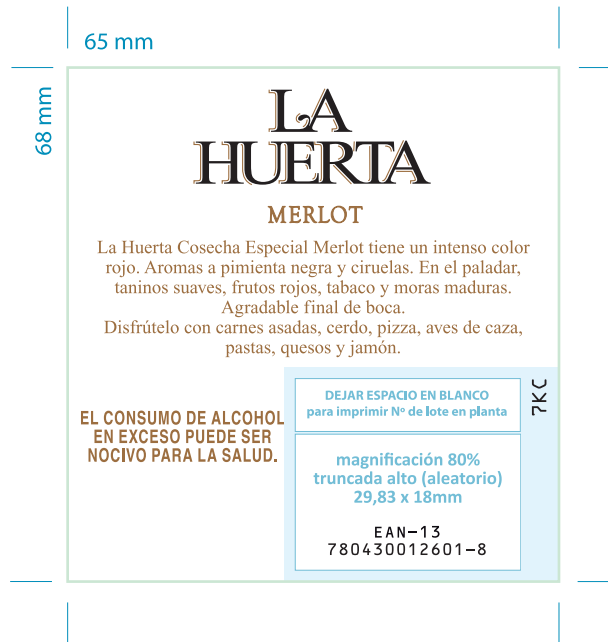 65 mm
68 mm
LA
HUERTA
MERLOT
La Huerta Cosecha Especial Merlot tiene un intenso color
rojo. Aromas a pimienta negra y ciruelas. En el paladar,
taninos suaves, frutos rojos, tabaco y moras maduras.
Agradable final de boca.
Disfrútelo con carnes asadas, cerdo, pizza, aves de caza,
pastas, quesos y jamón.
EL CONSUMO DE ALCOHOL
EN EXCESO PUEDE SER
NOCIVO PARA LA SALUD.
DEJAR ESPACIO EN BLANCO
para imprimir Nº de lote en planta
7KC
magnificación 80%
truncada alto (aleatorio)
29,83 x 18mm
EAN-13
780430012601-8